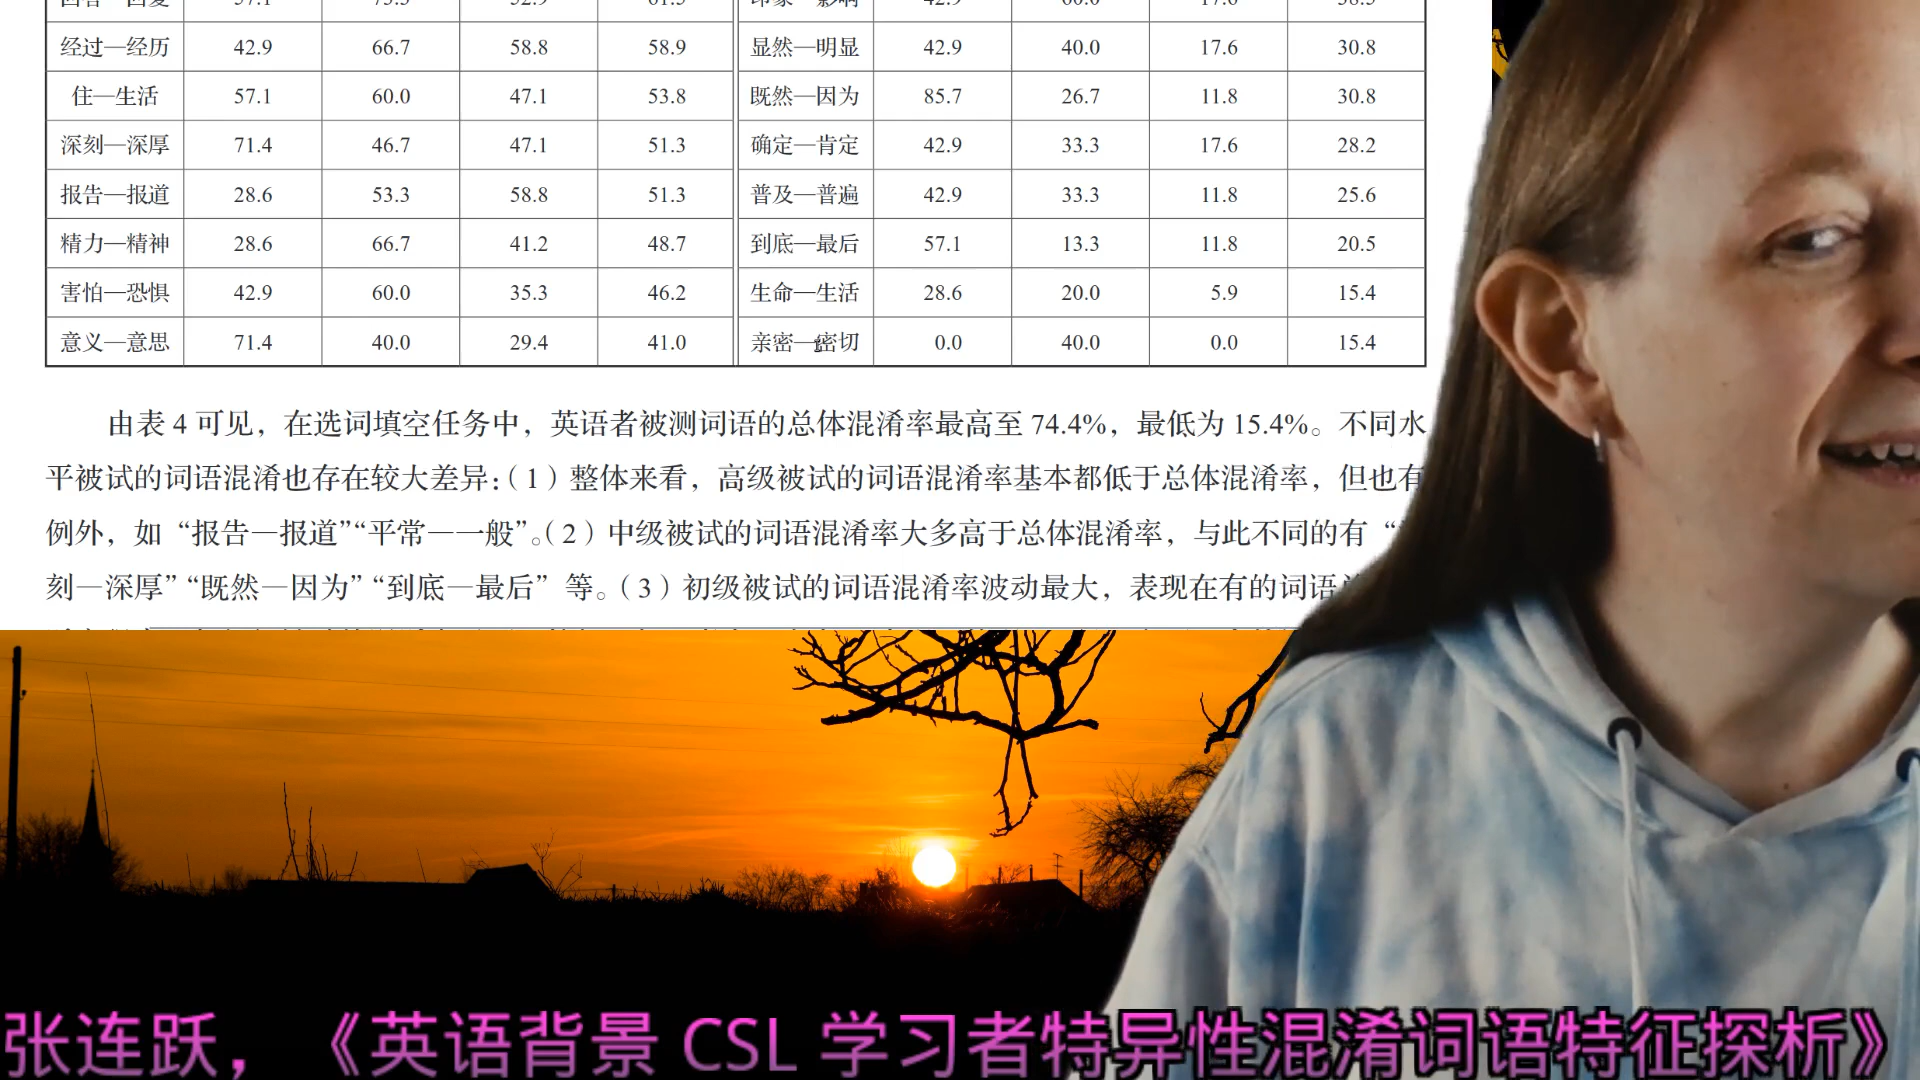 经过—经历 42.9 66.7 58.8 58.9 显然—明显 42.9 40.0 17.6 30.8
住—生活 57.1 60.0 47.1 53.8 既然—因为 85.7 26.7 11.8 30.8
深刻—深厚 71.4 46.7 47.1 51.3 确定—肯定 42.9 33.3 17.6 28.2
报告—报道 28.6 53.3 58.8 51.3 普及—普遍 42.9 33.3 11.8 25.6
精力—精神 28.6 66.7 41.2 48.7 到底—最后 57.1 13.3 11.8 20.5
害怕—恐惧 42.9 60.0 35.3 46.2 生命—生活 28.6 20.0 5.9 15.4
意义—意思 71.4 40.0 29.4 41.0 亲密—密切 0.0 40.0 0.0 15.4
由表 4 可见，在选词填空任务中，英语者被测词语的总体混淆率最高至 74.4%，最低为 15.4%。不同水
平被试的词语混淆也存在较大差异：（1）整体来看，高级被试的词语混淆率基本都低于总体混淆率，但也有
例外，如“报告—报道”“平常—一般”。（2）中级被试的词语混淆率大多高于总体混淆率，与此不同的有“
刻—深厚”“既然—因为”“到底—最后”等。（3）初级被试的词语混淆率波动最大，表现在有的词语
张连跃，《英语背景 CSL 学习者特异性混淆词语特征探析》